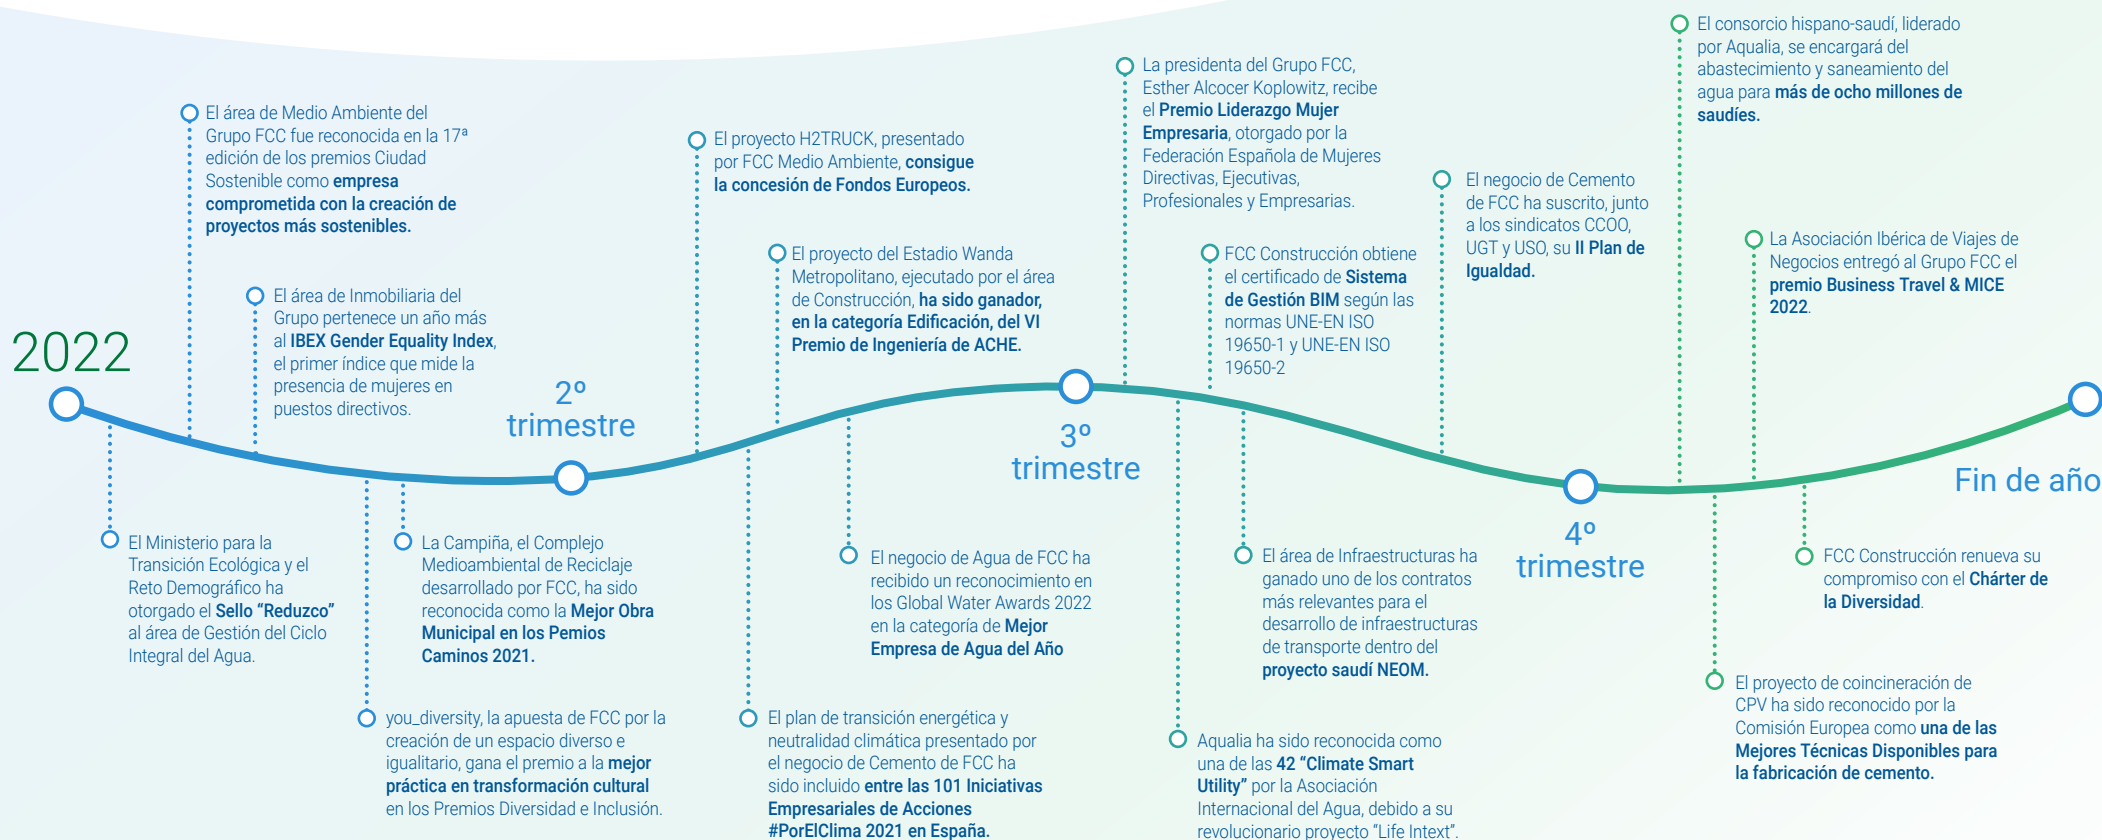 2022
El Ministerio para la
Transición Ecológica y el
Reto Demográfico ha
otorgado el Sello “Reduzco”
al área de Gestión del Ciclo
Integral del Agua.
El área de Medio Ambiente del
Grupo FCC fue reconocida en la 17ª
edición de los premios Ciudad
Sostenible como empresa
comprometida con la creación de
proyectos más sostenibles.
El área de Inmobiliaria del
Grupo pertenece un año más
al IBEX Gender Equality Index,
el primer índice que mide la
presencia de mujeres en
puestos directivos.
you_diversity, la apuesta de FCC por la
creación de un espacio diverso e
igualitario, gana el premio a la mejor
práctica en transformación cultural
en los Premios Diversidad e Inclusión.
La Campiña, el Complejo
Medioambiental de Reciclaje
desarrollado por FCC, ha sido
reconocida como la Mejor Obra
Municipal en los Pemios
Caminos 2021.
2º
trimestre
El proyecto H2TRUCK, presentado
por FCC Medio Ambiente, consigue
la concesión de Fondos Europeos.
El plan de transición energética y
neutralidad climática presentado por
el negocio de Cemento de FCC ha
sido incluido entre las 101 Iniciativas
Empresariales de Acciones
#PorElClima 2021 en España.
El proyecto del Estadio Wanda
Metropolitano, ejecutado por el área
de Construcción, ha sido ganador,
en la categoría Edificación, del VI
Premio de Ingeniería de ACHE.
El negocio de Agua de FCC ha
recibido un reconocimiento en
los Global Water Awards 2022
en la categoría de Mejor
Empresa de Agua del Año
3º
trimestre
La presidenta del Grupo FCC,
Esther Alcocer Koplowitz, recibe
el Premio Liderazgo Mujer
Empresaria, otorgado por la
Federación Española de Mujeres
Directivas, Ejecutivas,
Profesionales y Empresarias.
Aqualia ha sido reconocida como
una de las 42 “Climate Smart
Utility” por la Asociación
Internacional del Agua, debido a su
revolucionario proyecto “Life Intext”.
FCC Construcción obtiene
el certificado de Sistema
de Gestión BIM según las
normas UNE-EN ISO
19650-1 y UNE-EN ISO
19650-2
El área de Infraestructuras ha
ganado uno de los contratos
más relevantes para el
desarrollo de infraestructuras
de transporte dentro del
proyecto saudí NEOM.
El negocio de Cemento
de FCC ha suscrito, junto
a los sindicatos CCOO,
UGT y USO, su II Plan de
Igualdad.
4º
trimestre
El consorcio hispano-saudí, liderado
por Aqualia, se encargará del
abastecimiento y saneamiento del
agua para más de ocho millones de
saudíes.
El proyecto de coincineración de
CPV ha sido reconocido por la
Comisión Europea como una de las
Mejores Técnicas Disponibles para
la fabricación de cemento.
La Asociación Ibérica de Viajes de
Negocios entregó al Grupo FCC el
premio Business Travel & MICE
2022.
FCC Construcción renueva su
compromiso con el Chárter de
la Diversidad.
Fin de año